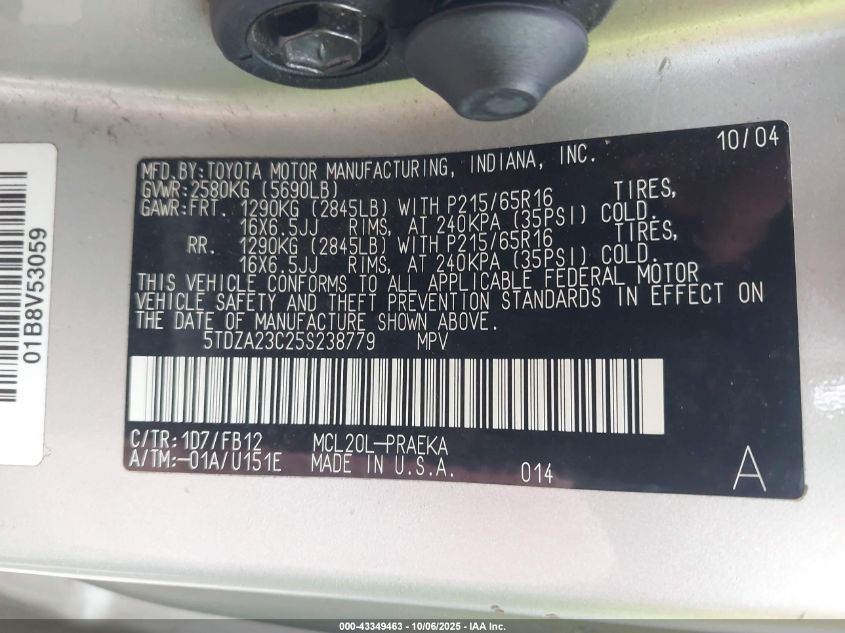 10/04
MFD.BY:TOYOTA MOTOR MANUFACTURING, INDIANA, INC.
GVWR:2580KG (5690LB)
GAWR:FRT. 1290KG (2845LB) WITH P215/65R16 TIRES,
16X6.5JJ RIMS, AT 240KPA (35PSI) COLD.
RR. 1290KG (2845LB) WITH P215/65R16 TIRES,
16X6.5JJ RIMS, AT 240KPA (35PSI) COLD.
THIS VEHICLE CONFORMS TO ALL APPLICABLE FEDERAL MOTOR
VEHICLE SAFETY AND THEFT PREVENTION STANDARDS IN EFFECT ON
THE DATE OF MANUFACTURE SHOWN ABOVE.
5TDZA23C25S238779 MPV
C/TR:1D7/FB12 MCL20L-PRAEKA
A/TM:-01A/U151E MADE IN U.S.A. 014 A
01B8V53059
000-43349463 - 10/06/2025 - IAA Inc.